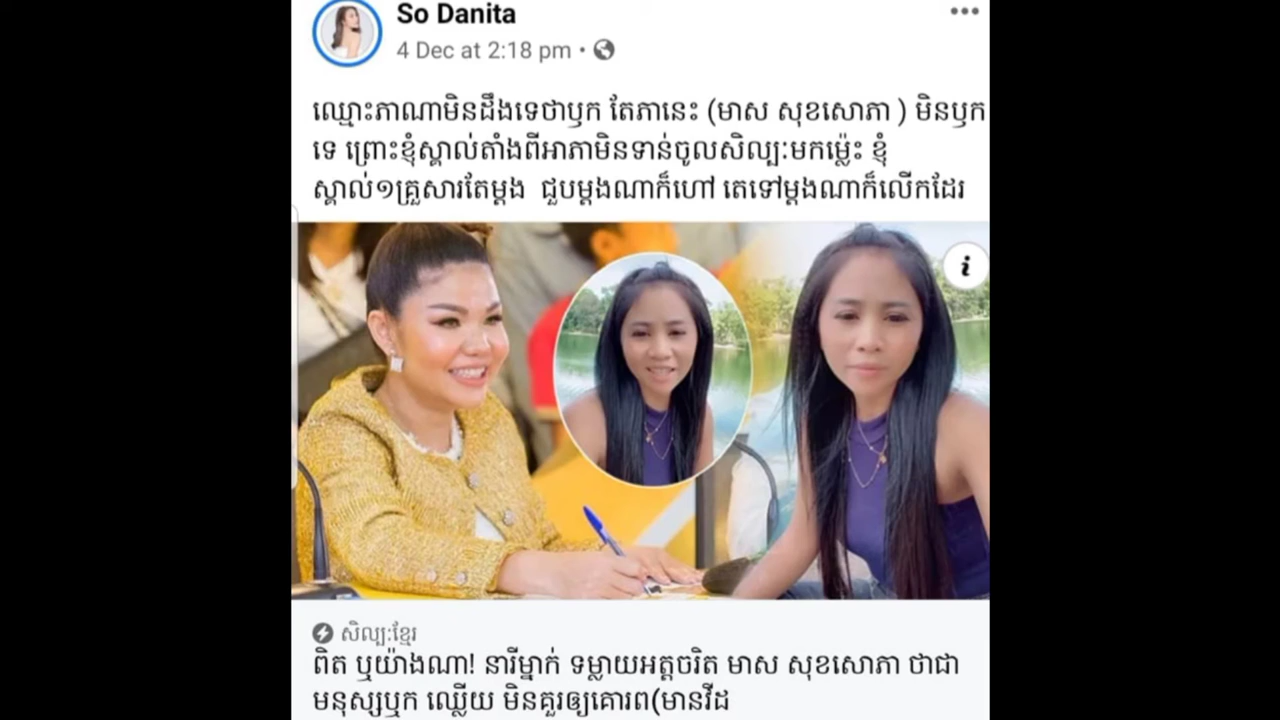 So Danita
4 Dec at 2:18 pm
ឈ្មោះភាណាមិនដឹងទេថាឫក តែភានេះ (មាស សុខសោភា ) មិនឫក
ទេ ព្រោះខ្ញុំស្គាល់តាំងពីអាភាមិនទាន់ចូលសិល្បៈមកម្ល៉េះ ខ្ញុំ
ស្គាល់១គ្រួសារតែម្ដង ជួបម្ដងណាក៏ហៅ តេទៅម្ដងណាក៏លើកដែរ
i
សិល្បៈខ្មែរ
ពិត ឬយ៉ាងណា! នារីម្នាក់ ទម្លាយអត្តចរិត មាស សុខសោភា ថាជា
មនុស្សឬក ឈ្លើយ មិនគួរឲ្យគោរព(មានវីដ